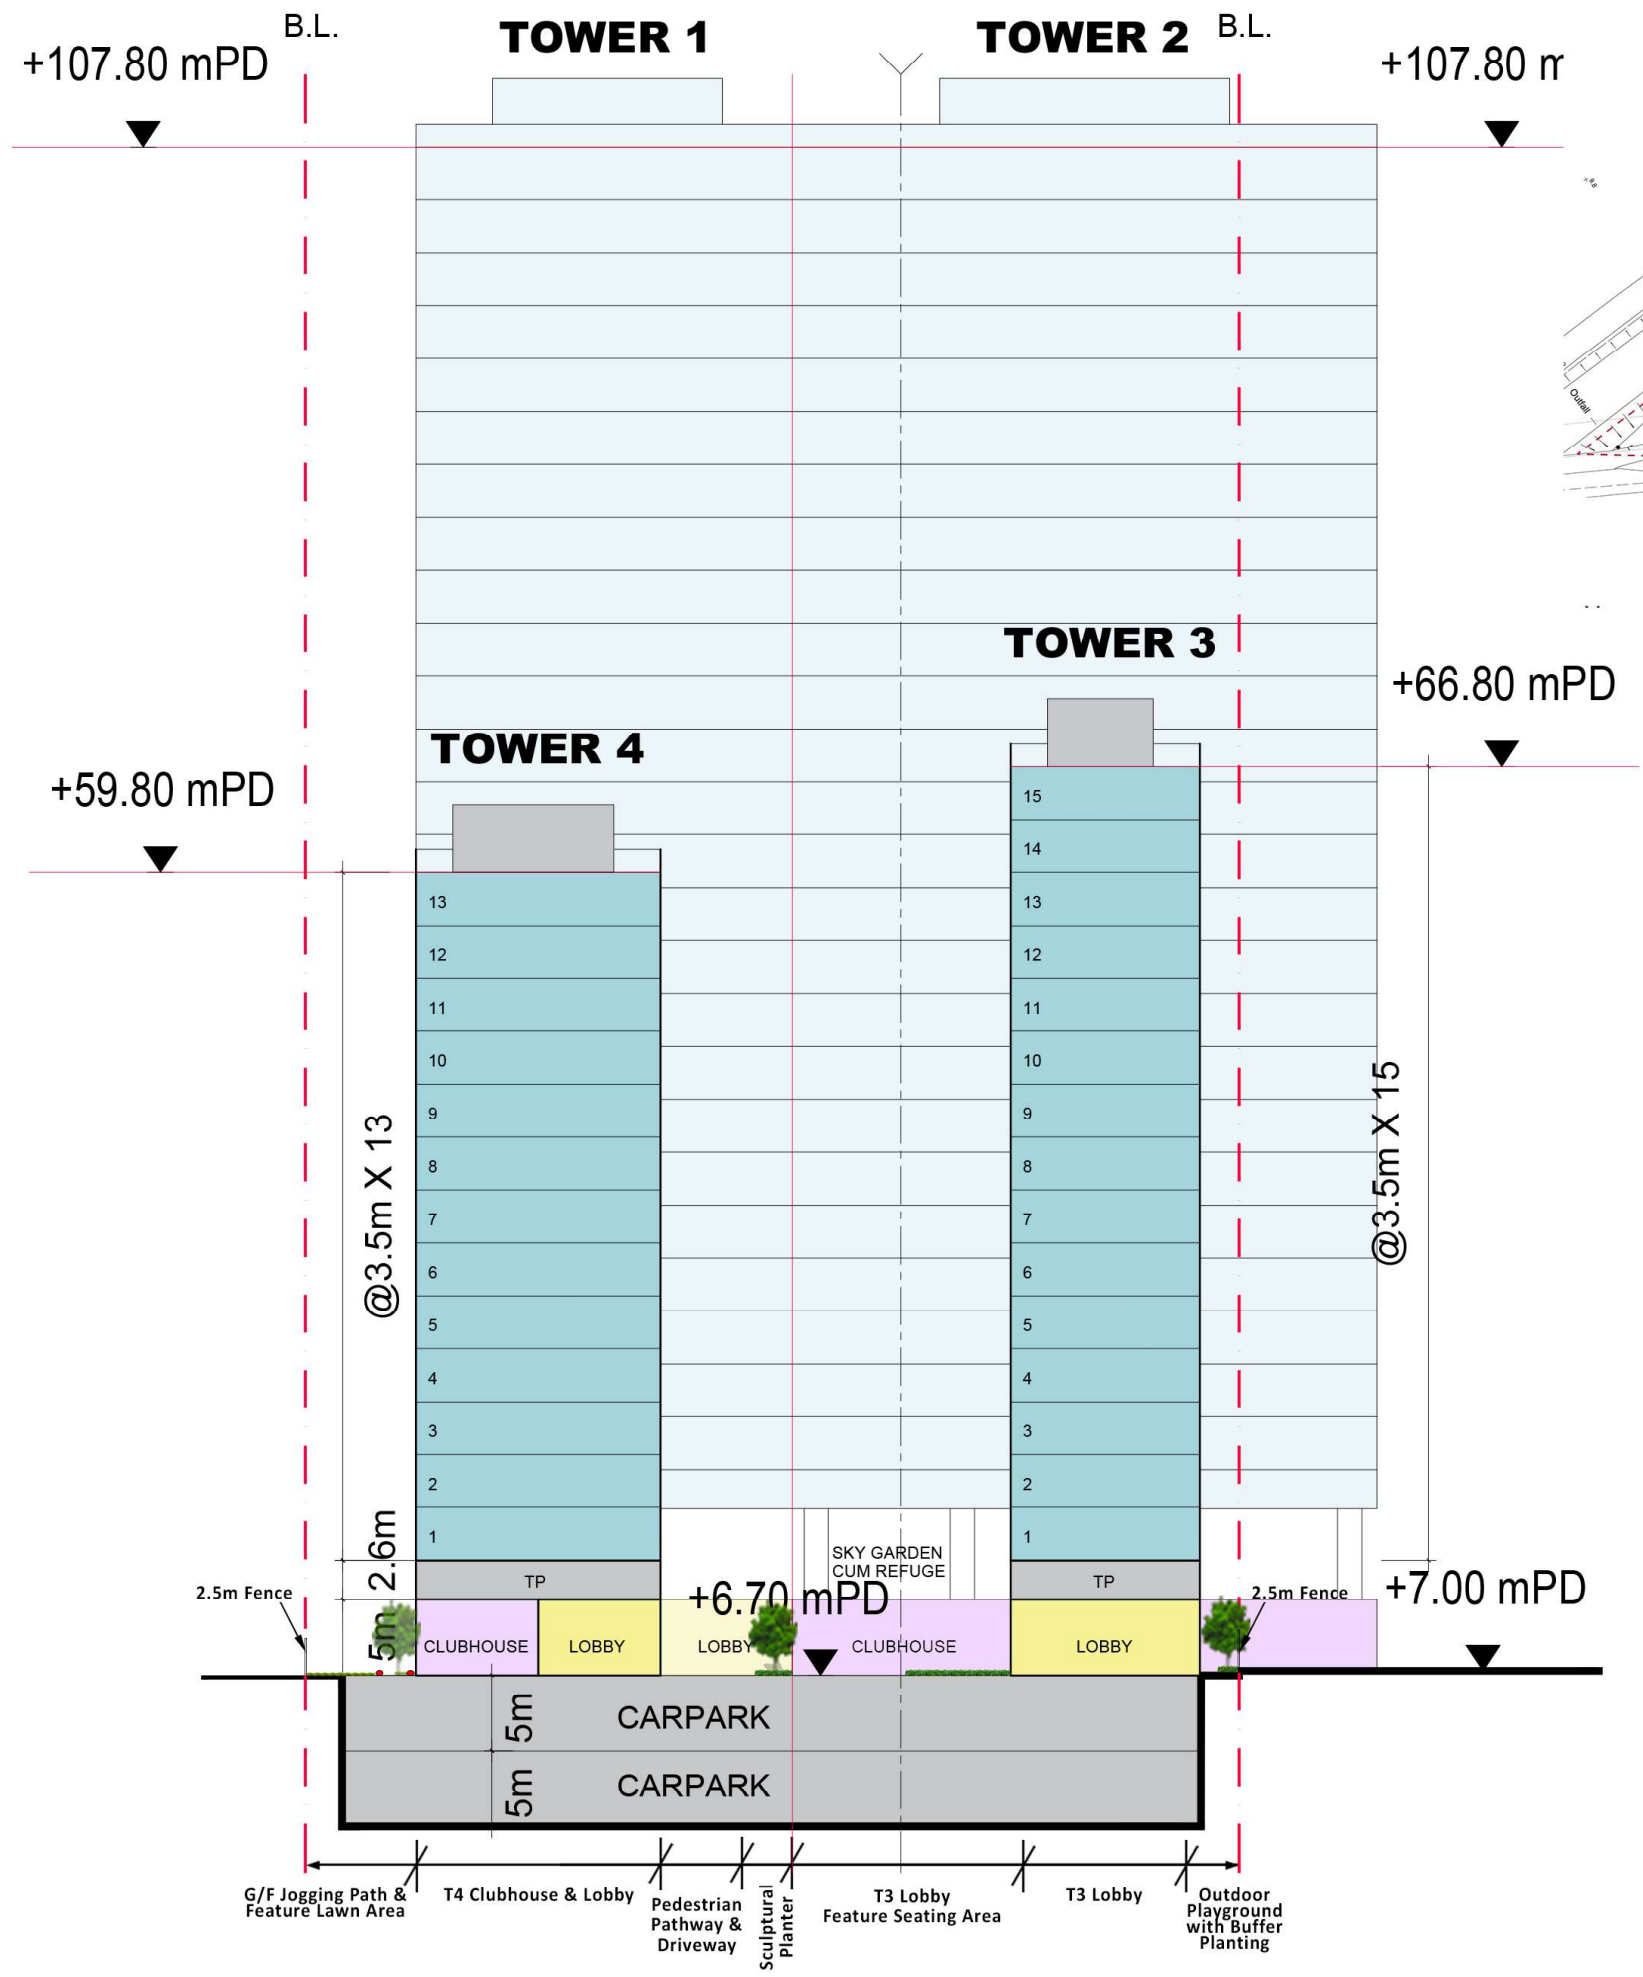 B.L.
TOWER 1
TOWER 2
B.L.
+107.80 mPD
+107.80 m
Outfall
TOWER 3
+66.80 mPD
TOWER 4
+59.80 mPD
15
14
13
12
11
10
9
8
7
6
5
4
3
2
1
13
12
11
10
9
8
7
6
5
4
3
2
1
@3.5m X 13
@3.5m X 15
2.6m
5m
TP
TP
SKY GARDEN
CUM REFUGE
2.5m Fence
+6.70 mPD
2.5m Fence
+7.00 mPD
CLUBHOUSE
LOBBY
LOBBY
CLUBHOUSE
LOBBY
5m
CARPARK
5m
CARPARK
G/F Jogging Path &
Feature Lawn Area
T4 Clubhouse & Lobby
Pedestrian
Pathway &
Driveway
Sculptural
Planter
T3 Lobby
Feature Seating Area
T3 Lobby
Outdoor
Playground
with Buffer
Planting